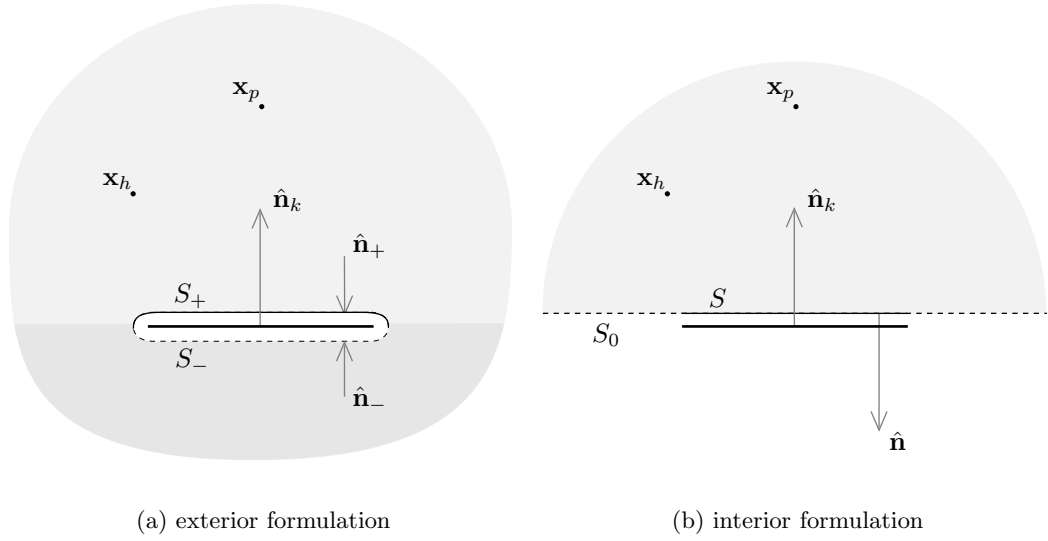 x_p
x_h
n̂_k
n̂_+
S_+
S_-
n̂_-
(a) exterior formulation
x_p
x_h
n̂_k
S
S_0
n̂
(b) interior formulation